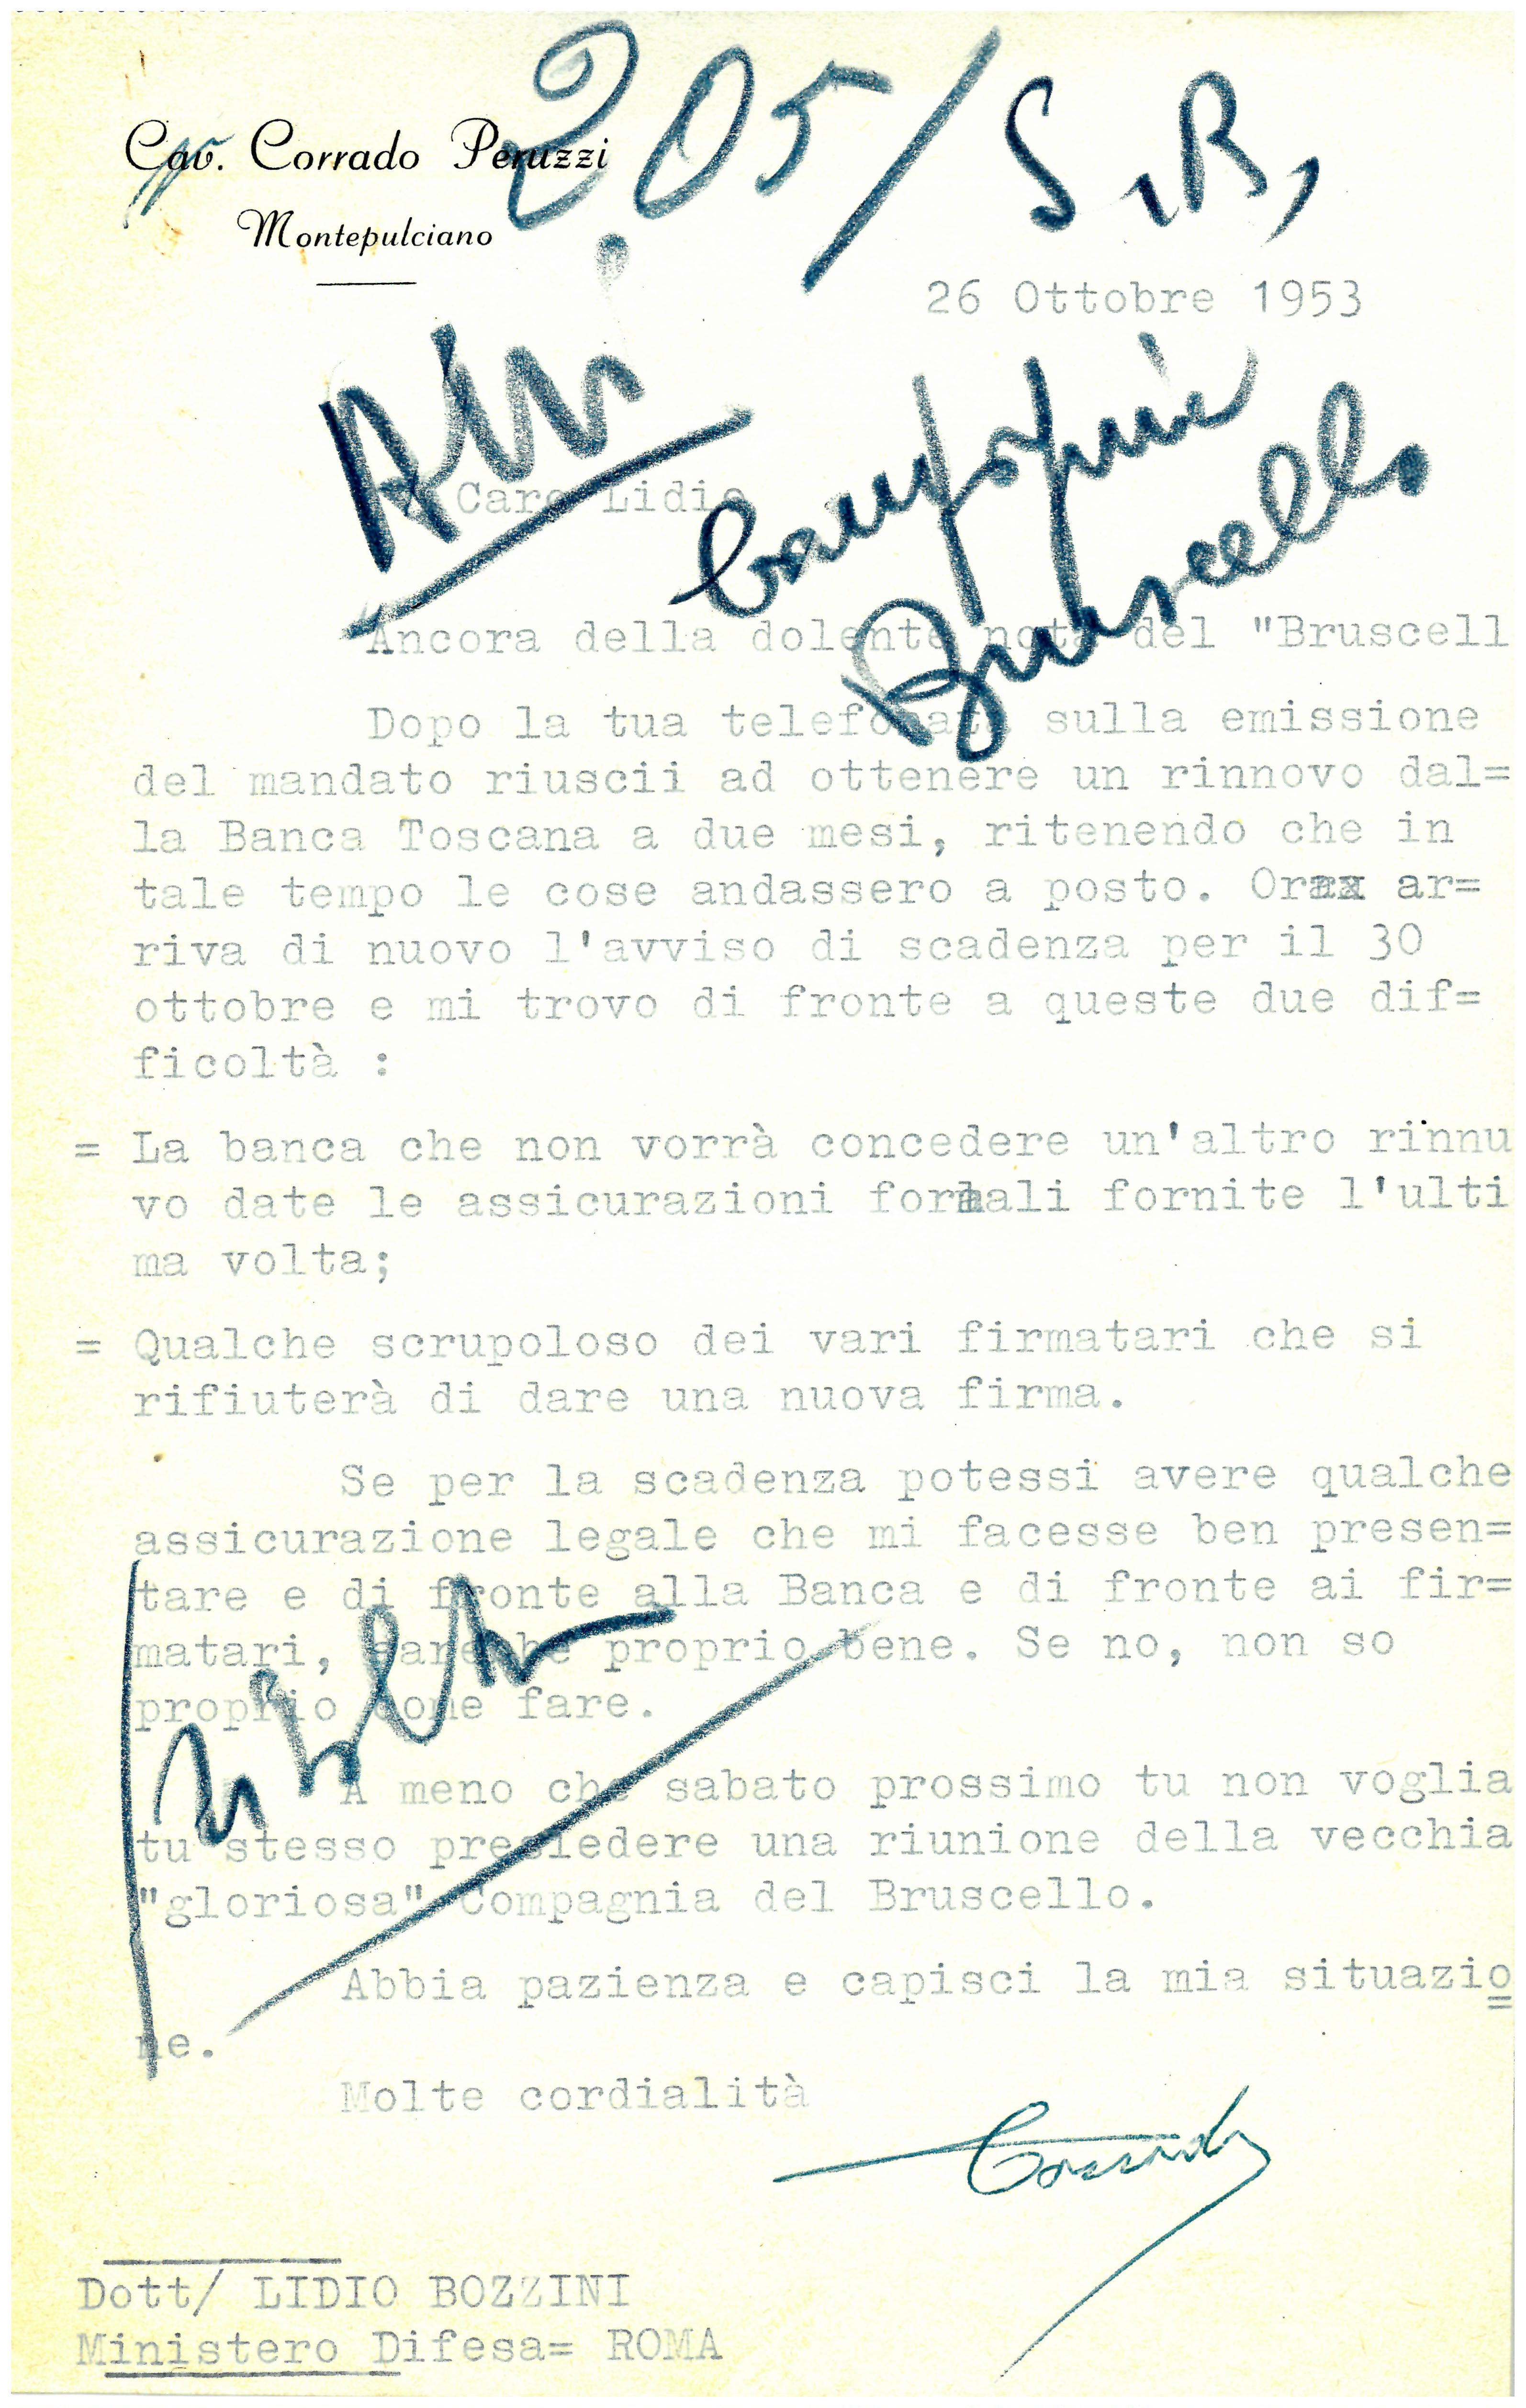 205/S.R,
Cav. Corrado Peruzzi
Montepulciano
26 Ottobre 1953
Compagnia
Bruscello
Caro Lidio
Ancora della dolente nota del "Bruscell
Dopo la tua telefonata sulla emissione
del mandato riuscii ad ottenere un rinnovo dal=
la Banca Toscana a due mesi, ritenendo che in
tale tempo le cose andassero a posto. Ora ar=
riva di nuovo l'avviso di scadenza per il 30
ottobre e mi trovo di fronte a queste due dif=
ficoltà :
= La banca che non vorrà concedere un'altro rinnu
vo date le assicurazioni formali fornite l'ulti
ma volta;
= Qualche scrupoloso dei vari firmatari che si
rifiuterà di dare una nuova firma.
Se per la scadenza potessi avere qualche
assicurazione legale che mi facesse ben presen=
tare e di fronte alla Banca e di fronte ai fir=
matari, sarebbe proprio bene. Se no, non so
proprio come fare.
A meno che sabato prossimo tu non voglia
tu stesso presiedere una riunione della vecchia
"gloriosa" Compagnia del Bruscello.
Abbia pazienza e capisci la mia situazio
ne.
Molte cordialità
Corrado
Dott/ LIDIO BOZZINI
Ministero Difesa= ROMA